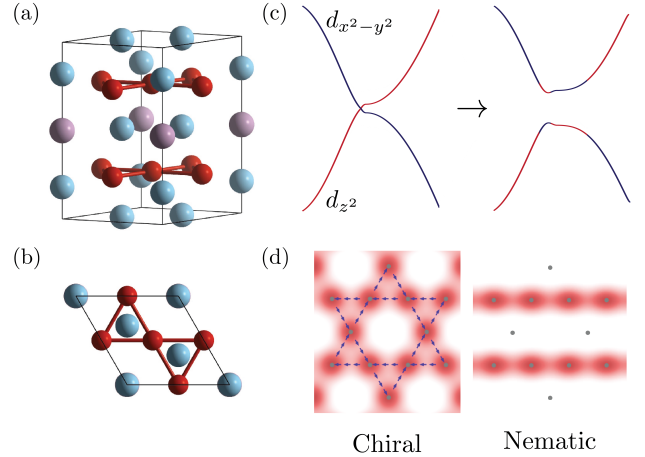 (a)
(c)
d_{x^2-y^2}
→
d_{z^2}
(b)
(d)
Chiral
Nematic